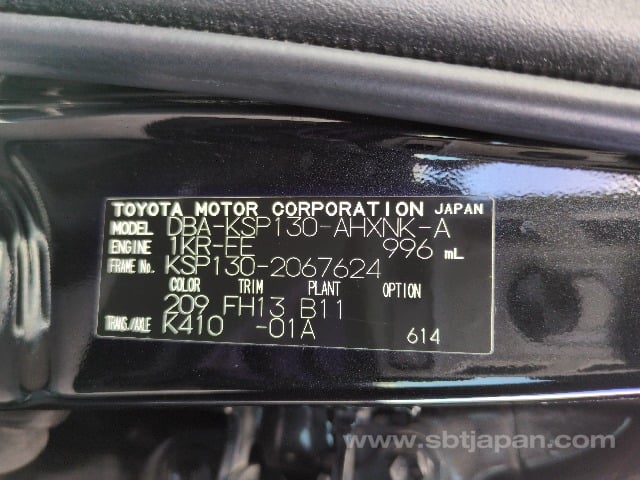 TOYOTA MOTOR CORPORATION JAPAN
MODEL DBA-KSP130-AHXNK-A
ENGINE 1KR-FE 996 mL
FRAME No. KSP130-2067624
COLOR TRIM PLANT OPTION
209 FH13 B11
TRANS./AXLE K410 -01A 614
www.sbtjapan.com